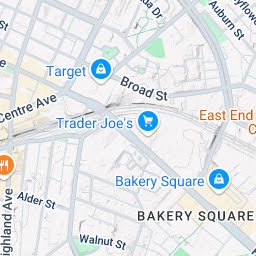 Auburn St
Target
Broad St
Centre Ave
Trader Joe's
East End
Bakery Square
Alder St
BAKERY SQUARE
Highland Ave
Walnut St